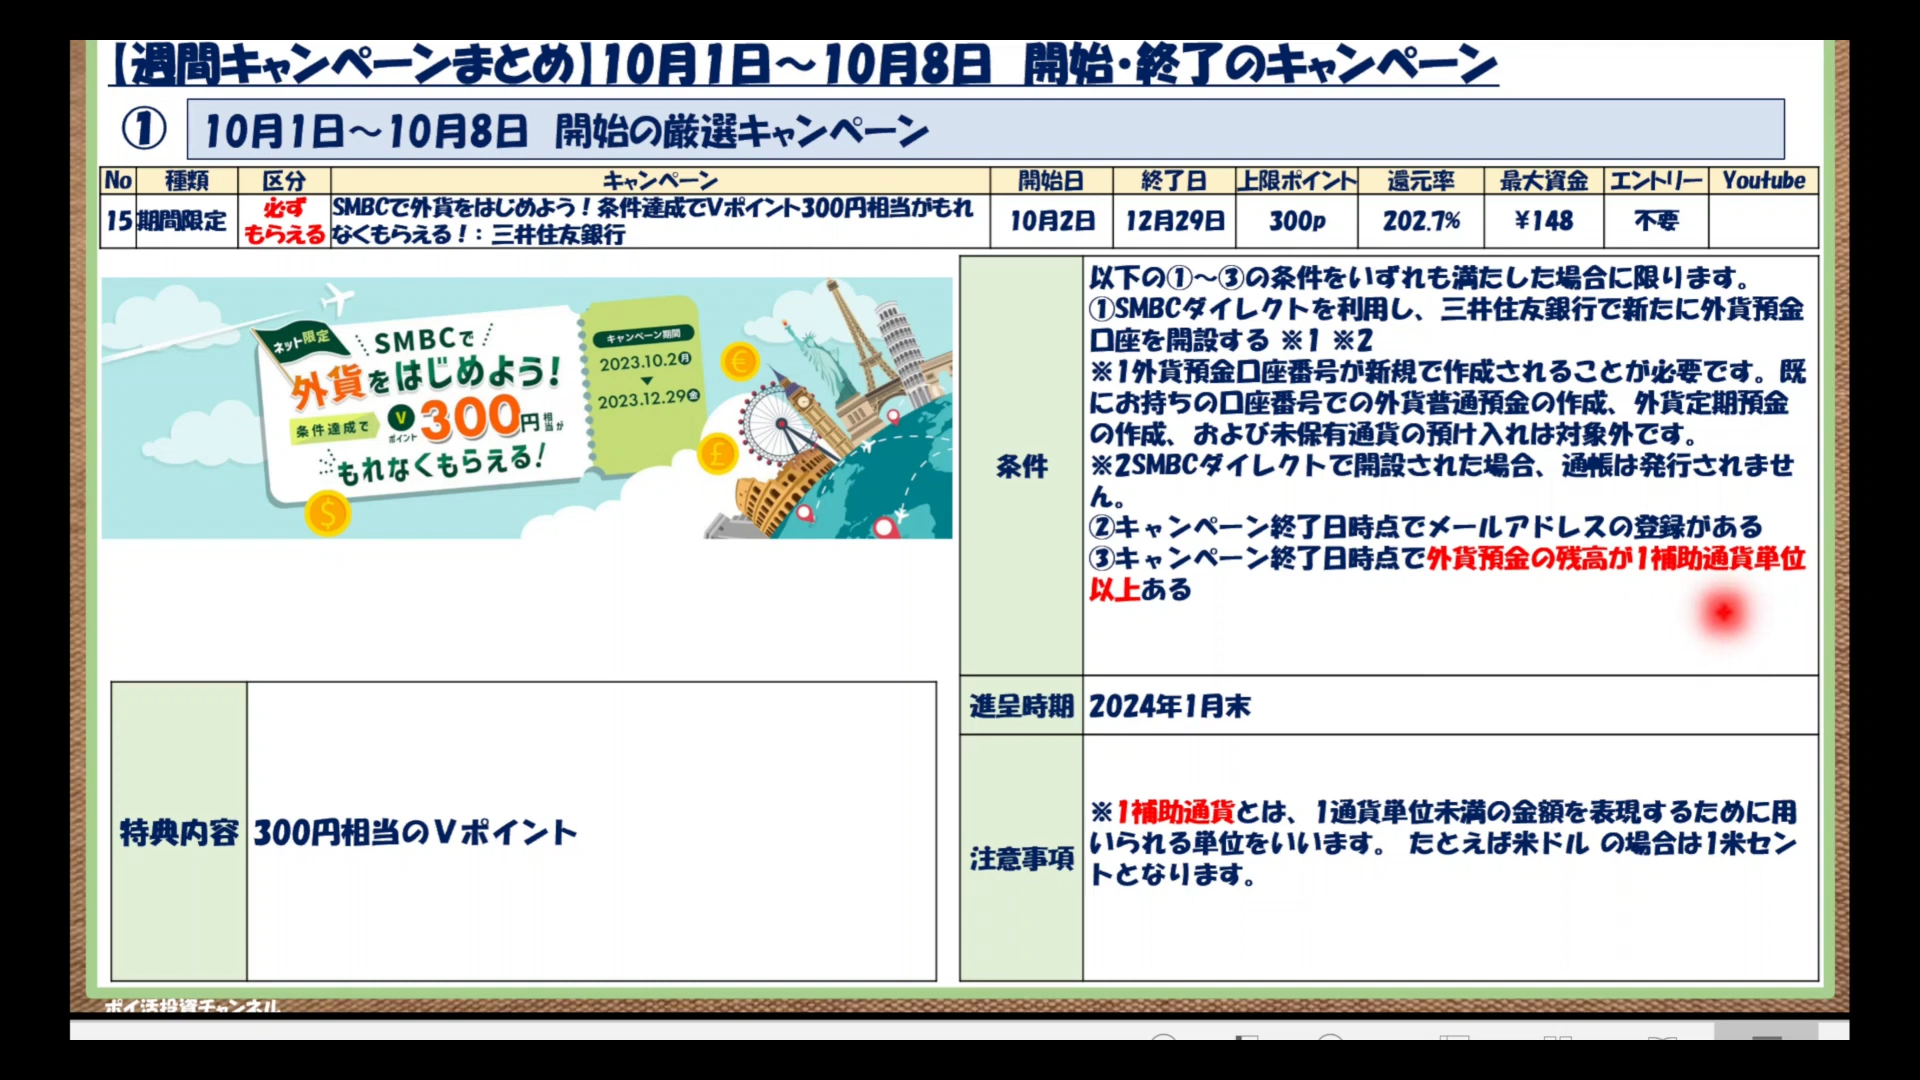 【週間キャンペーンまとめ】10月1日～10月8日 開始・終了のキャンペーン
① 10月1日～10月8日 開始の厳選キャンペーン
No 種類 区分 キャンペーン 開始日 終了日 上限ポイント 還元率 最大資金 エントリー Youtube
15 期間限定 必ずもらえる SMBCで外貨をはじめよう！条件達成でVポイント300円相当がもれなくもらえる！：三井住友銀行 10月2日 12月29日 300p 202.7% ¥148 不要
ネット限定
SMBCで
外貨をはじめよう！
条件達成で Vポイント 300円相当が
もれなくもらえる！
キャンペーン期間
2023.10.2月
2023.12.29金
条件
以下の①～③の条件をいずれも満たした場合に限ります。
①SMBCダイレクトを利用し、三井住友銀行で新たに外貨預金
口座を開設する ※1 ※2
※1外貨預金口座番号が新規で作成されることが必要です。既
にお持ちの口座番号での外貨普通預金の作成、外貨定期預金
の作成、および未保有通貨の預け入れは対象外です。
※2SMBCダイレクトで開設された場合、通帳は発行されませ
ん。
②キャンペーン終了日時点でメールアドレスの登録がある
③キャンペーン終了日時点で外貨預金の残高が1補助通貨単位
以上ある
進呈時期 2024年1月末
特典内容 300円相当のVポイント
注意事項
※1補助通貨とは、1通貨単位未満の金額を表現するために用
いられる単位をいいます。 たとえば米ドル の場合は1米セン
トとなります。
ポイ活投資チャンネル